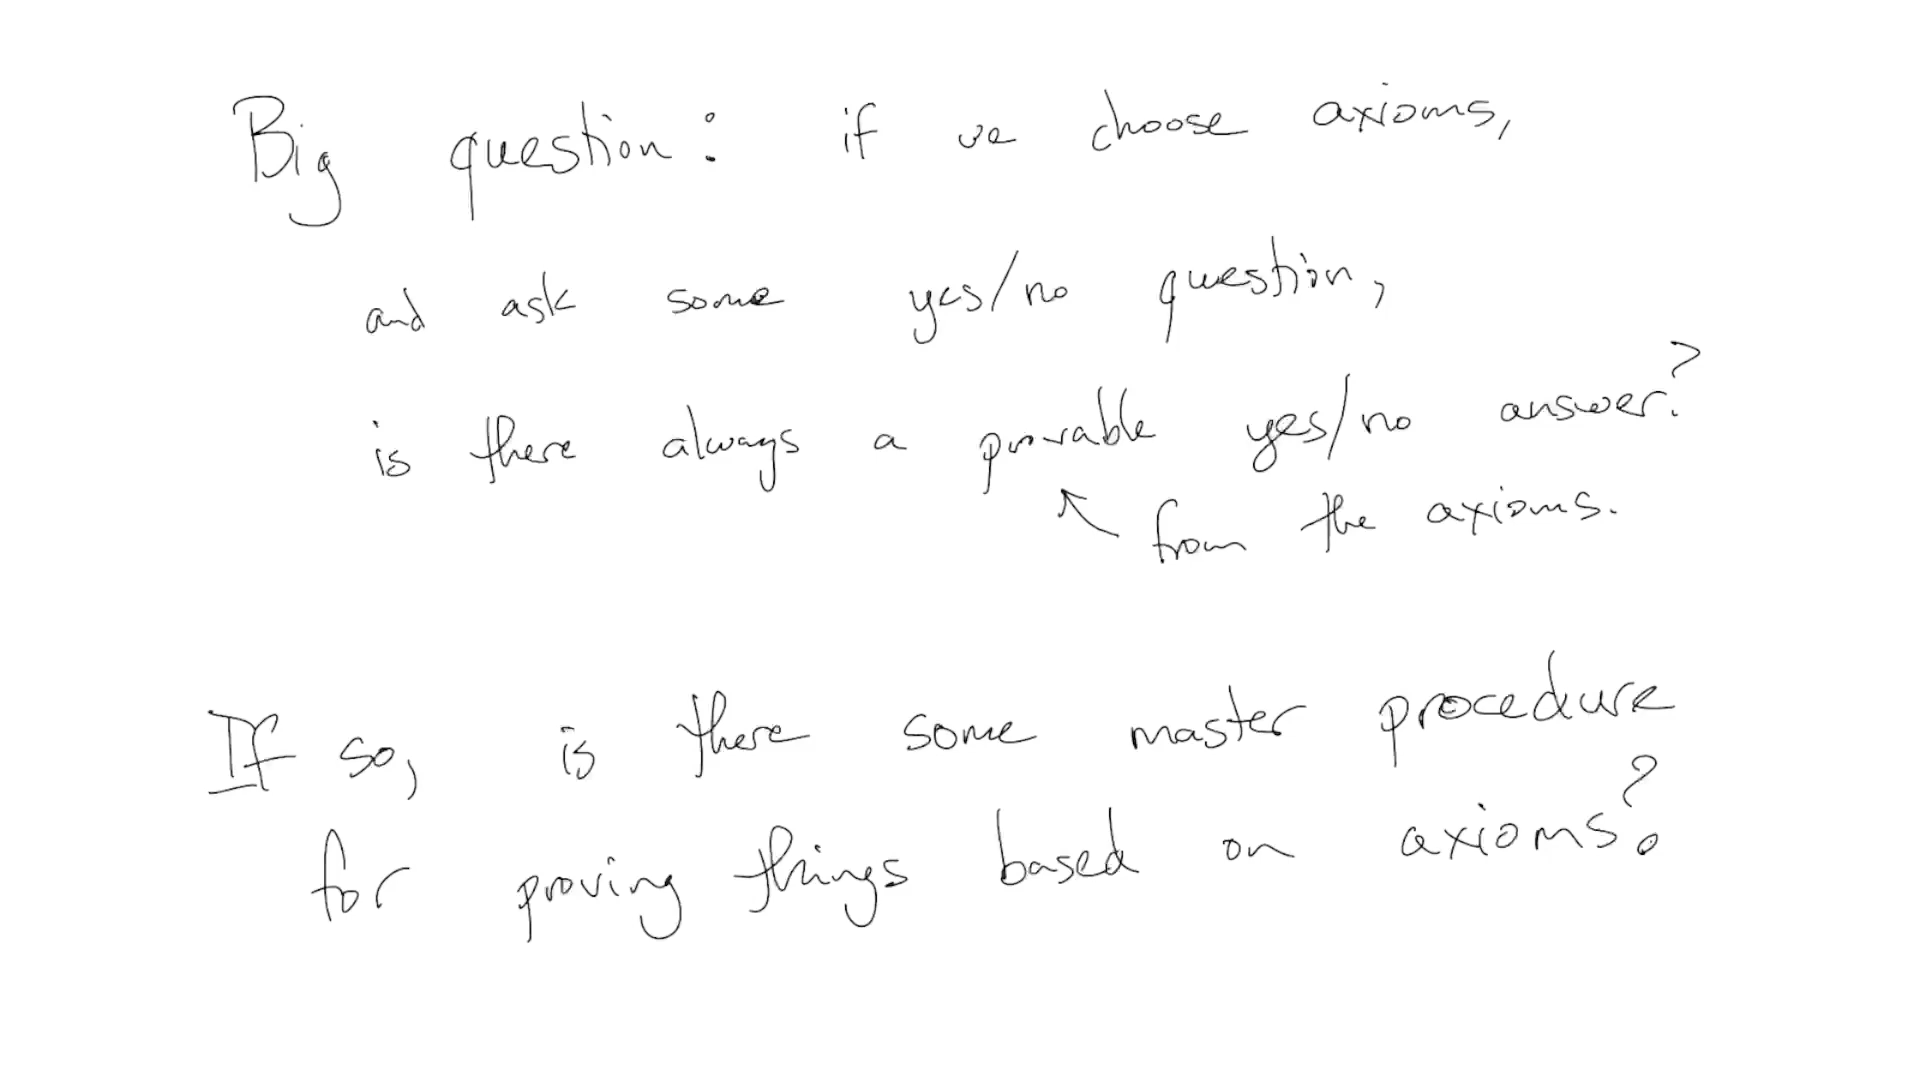 Big question: if we choose axioms,
and ask some yes/no question,
is there always a provable yes/no answer?
from the axioms.
If so, is there some master procedure
for proving things based on axioms?